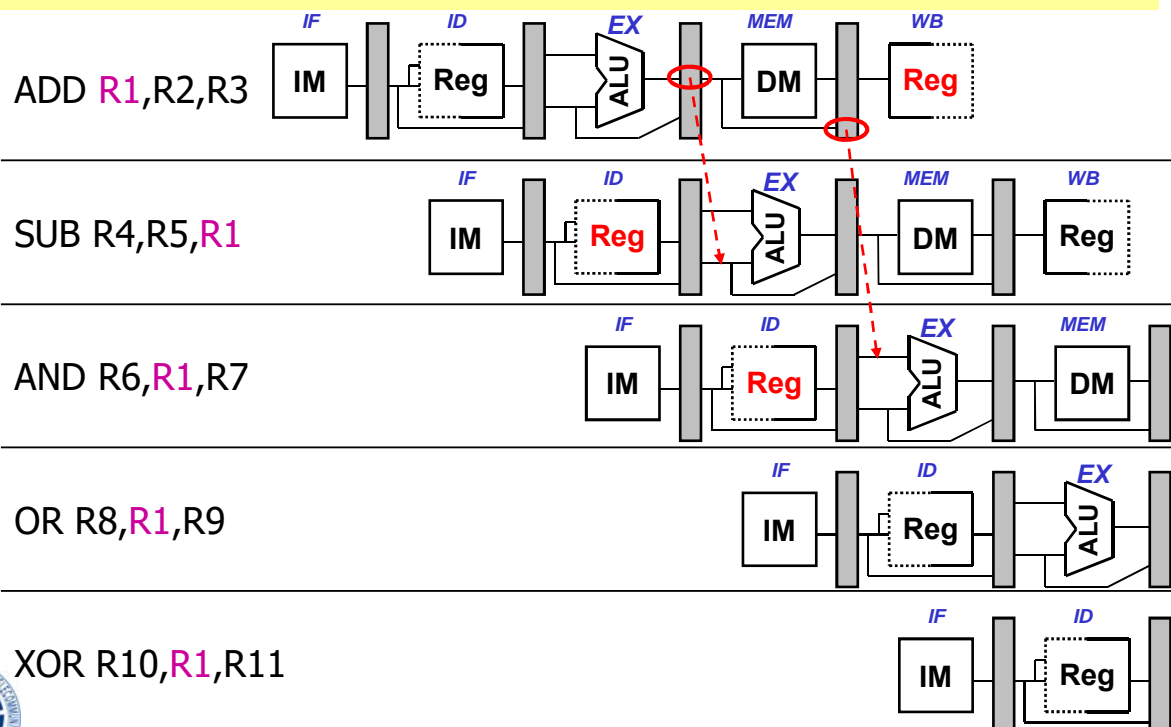 IF ID EX MEM WB
ADD R1,R2,R3 IM Reg ALU DM Reg
IF ID EX MEM WB
SUB R4,R5,R1 IM Reg ALU DM Reg
IF ID EX MEM
AND R6,R1,R7 IM Reg ALU DM
IF ID EX
OR R8,R1,R9 IM Reg ALU
IF ID
XOR R10,R1,R11 IM Reg